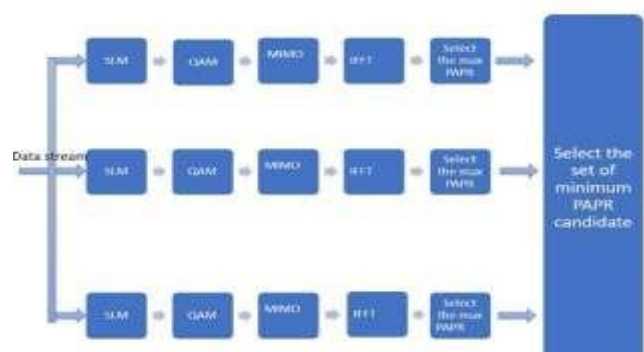 SLM
QAM
MIMO
IFFT
Select
the max
PAPR
Data stream
SLM
QAM
MIMO
IFFT
Select
the max
PAPR
SLM
QAM
MIMO
IFFT
Select
the max
PAPR
Select the
set of
minimum
PAPR
candidate